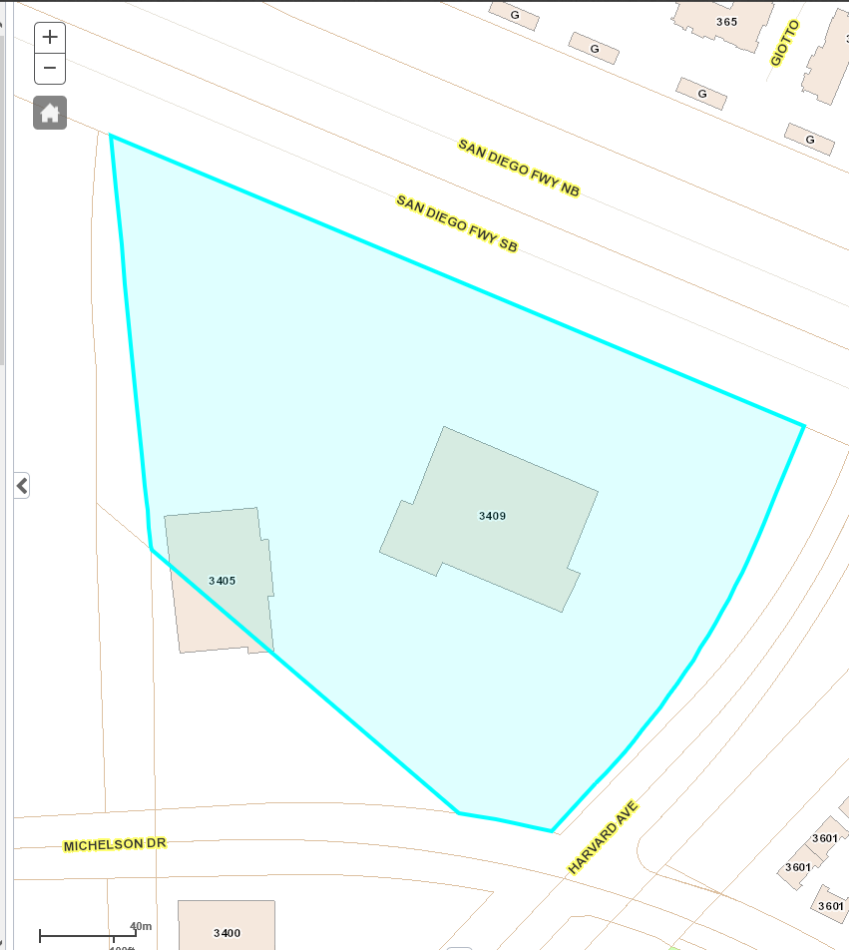 G
365
GIOTTO
G
+
−
G
G
SAN DIEGO FWY NB
SAN DIEGO FWY SB
3409
3405
HARVARD AVE
MICHELSON DR
3601
3601
3601
3400
40m